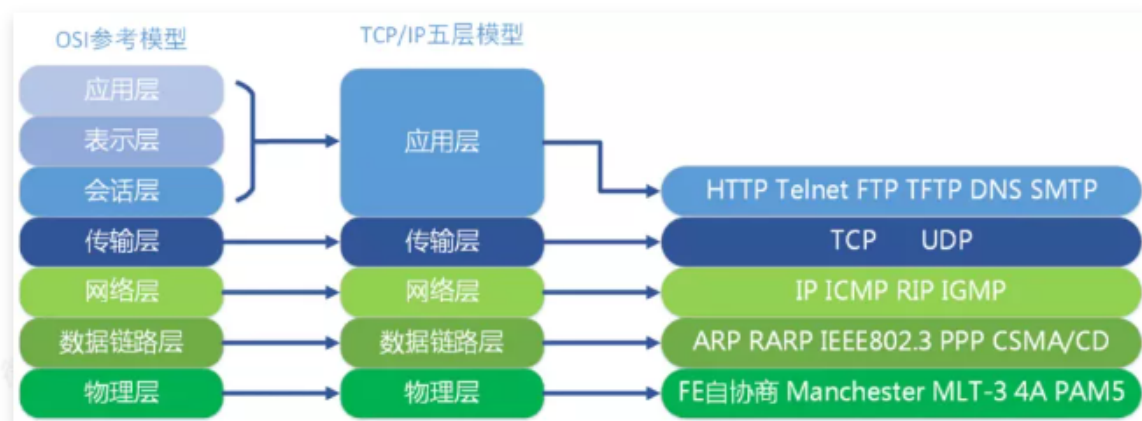 OSI参考模型
TCP/IP五层模型
应用层
表示层
会话层
传输层
网络层
数据链路层
物理层
应用层
传输层
网络层
数据链路层
物理层
HTTP Telnet FTP TFTP DNS SMTP
TCP UDP
IP ICMP RIP IGMP
ARP RARP IEEE802.3 PPP CSMA/CD
FE自协商 Manchester MLT-3 4A PAM5